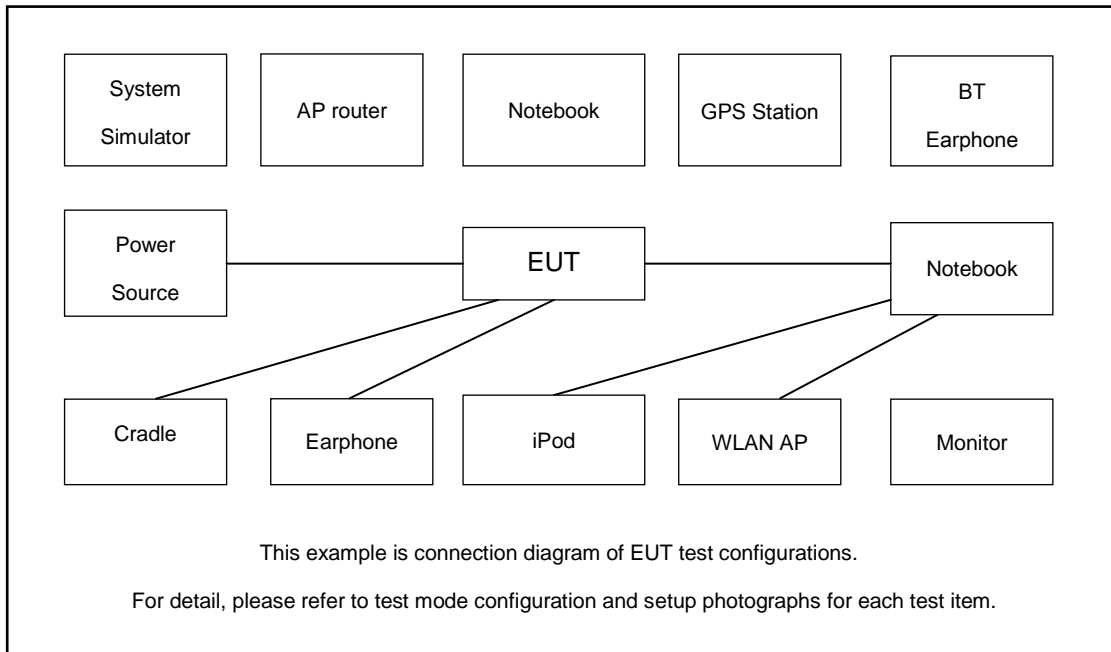 System
Simulator
AP router
Notebook
GPS Station
BT
Earphone
Power
Source
EUT
Notebook
Cradle
Earphone
iPod
WLAN AP
Monitor
This example is connection diagram of EUT test configurations.
For detail, please refer to test mode configuration and setup photographs for each test item.